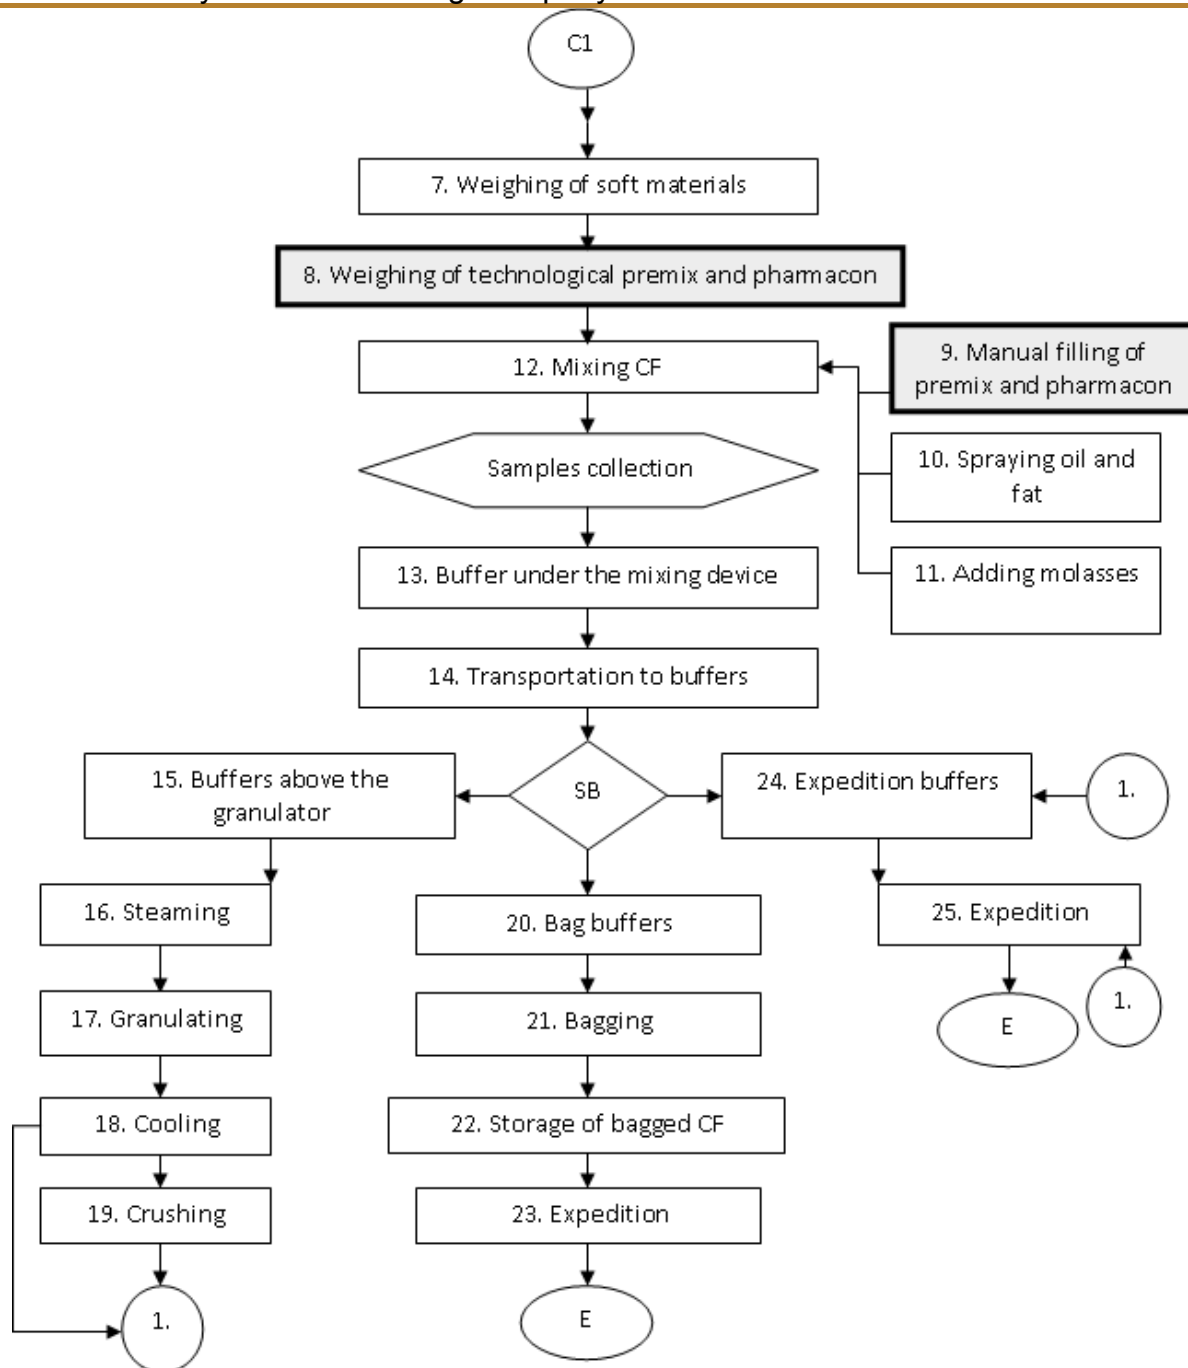 C1
7. Weighing of soft materials
8. Weighing of technological premix and pharmacon
12. Mixing CF
9. Manual filling of
premix and pharmacon
Samples collection
10. Spraying oil and
fat
13. Buffer under the mixing device
11. Adding molasses
14. Transportation to buffers
15. Buffers above the
granulator
SB
24. Expedition buffers
1.
16. Steaming
20. Bag buffers
25. Expedition
17. Granulating
21. Bagging
E
1.
18. Cooling
22. Storage of bagged CF
19. Crushing
23. Expedition
1.
E